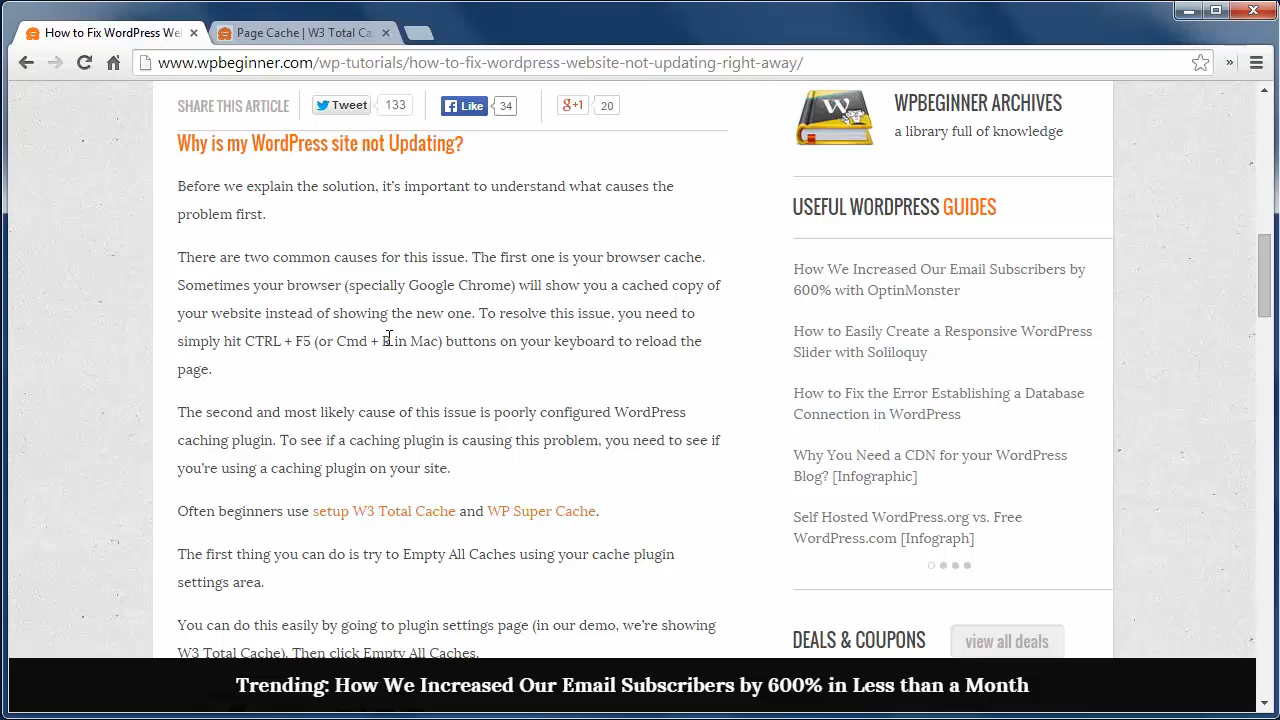 How to Fix WordPress We
Page Cache | W3 Total Ca
www.wpbeginner.com/wp-tutorials/how-to-fix-wordpress-website-not-updating-right-away/
SHARE THIS ARTICLE
Tweet 133
Like 34
g+1 20
Why is my WordPress site not Updating?
Before we explain the solution, it's important to understand what causes the
problem first.
There are two common causes for this issue. The first one is your browser cache.
Sometimes your browser (specially Google Chrome) will show you a cached copy of
your website instead of showing the new one. To resolve this issue, you need to
simply hit CTRL + F5 (or Cmd + in Mac) buttons on your keyboard to reload the
page.
The second and most likely cause of this issue is poorly configured WordPress
caching plugin. To see if a caching plugin is causing this problem, you need to see if
you're using a caching plugin on your site.
Often beginners use setup W3 Total Cache and WP Super Cache.
The first thing you can do is try to Empty All Caches using your cache plugin
settings area.
You can do this easily by going to plugin settings page (in our demo, we're showing
W3 Total Cache). Then click Empty All Caches.
W
WPBEGINNER ARCHIVES
a library full of knowledge
USEFUL WORDPRESS GUIDES
How We Increased Our Email Subscribers by
600% with OptinMonster
How to Easily Create a Responsive WordPress
Slider with Soliloquy
How to Fix the Error Establishing a Database
Connection in WordPress
Why You Need a CDN for your WordPress
Blog? [Infographic]
Self Hosted WordPress.org vs. Free
WordPress.com [Infograph]
DEALS & COUPONS view all deals
Trending: How We Increased Our Email Subscribers by 600% in Less than a Month